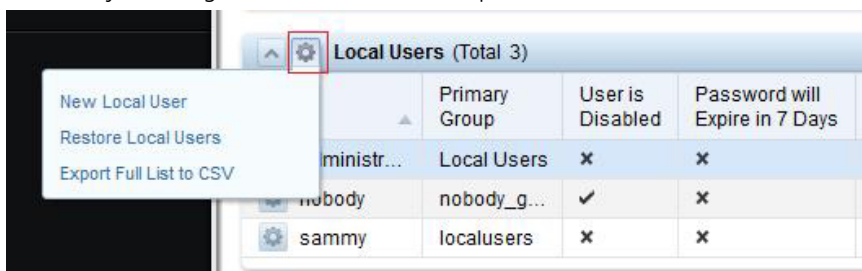 Local Users (Total 3)
New Local User
Restore Local Users
Export Full List to CSV
Primary Group
User is Disabled
Password will Expire in 7 Days
ministr... Local Users ✖ ✖
nobody nobody_g... ✔ ✖
sammy localusers ✖ ✖